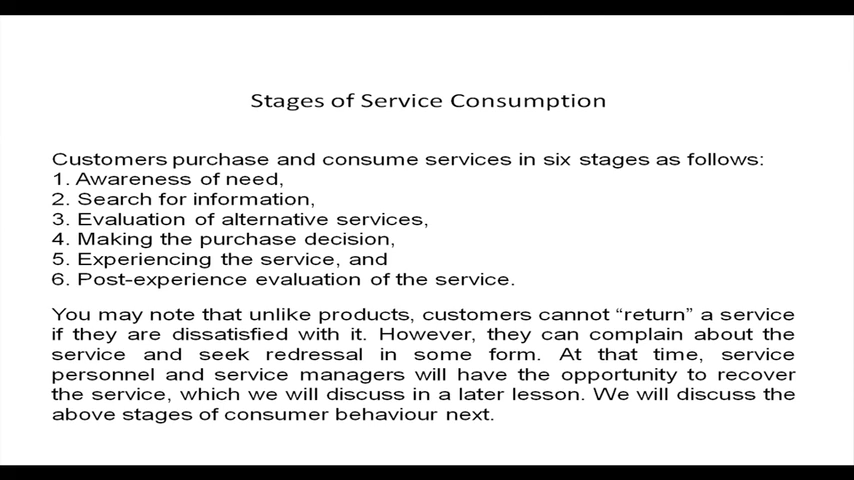 Stages of Service Consumption
Customers purchase and consume services in six stages as follows:
1. Awareness of need,
2. Search for information,
3. Evaluation of alternative services,
4. Making the purchase decision,
5. Experiencing the service, and
6. Post-experience evaluation of the service.
You may note that unlike products, customers cannot “return” a service
if they are dissatisfied with it. However, they can complain about the
service and seek redressal in some form. At that time, service
personnel and service managers will have the opportunity to recover
the service, which we will discuss in a later lesson. We will discuss the
above stages of consumer behaviour next.